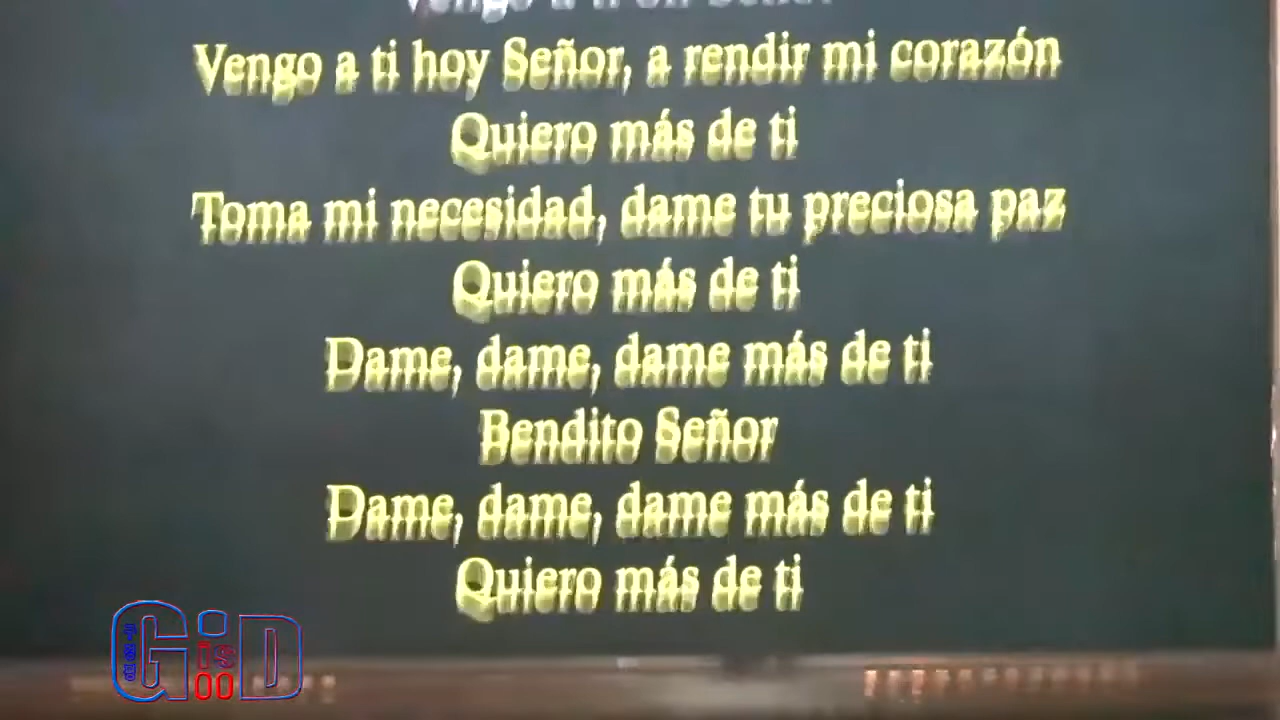 Vengo a ti hoy Señor, a rendir mi corazón
Quiero más de ti
Toma mi necesidad, dame tu preciosa paz
Quiero más de ti
Dame, dame, dame más de ti
Bendito Señor
Dame, dame, dame más de ti
Quiero más de ti
GisD